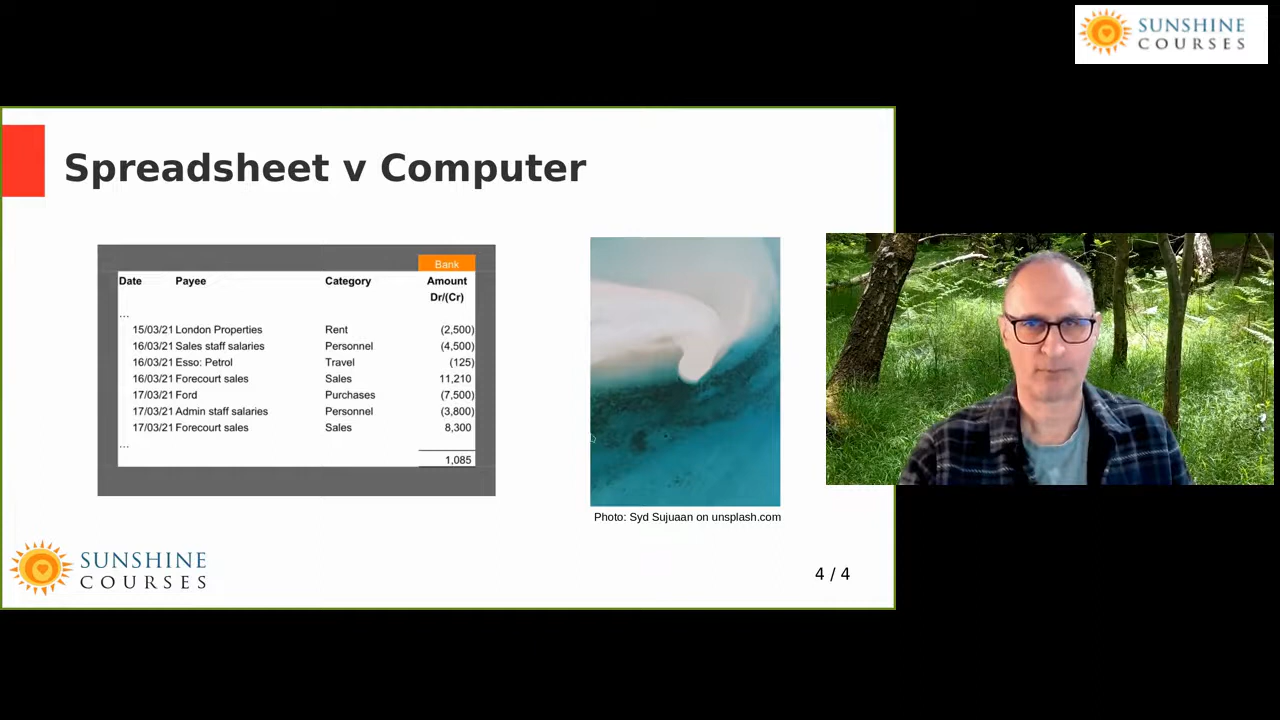 SUNSHINE
COURSES
Spreadsheet v Computer
Bank
Date Payee Category Amount
Dr/(Cr)
...
15/03/21 London Properties Rent (2,500)
16/03/21 Sales staff salaries Personnel (4,500)
16/03/21 Esso: Petrol Travel (125)
16/03/21 Forecourt sales Sales 11,210
17/03/21 Ford Purchases (7,500)
17/03/21 Admin staff salaries Personnel (3,800)
17/03/21 Forecourt sales Sales 8,300
...
1,085
Photo: Syd Sujuaan on unsplash.com
SUNSHINE
COURSES
4 / 4